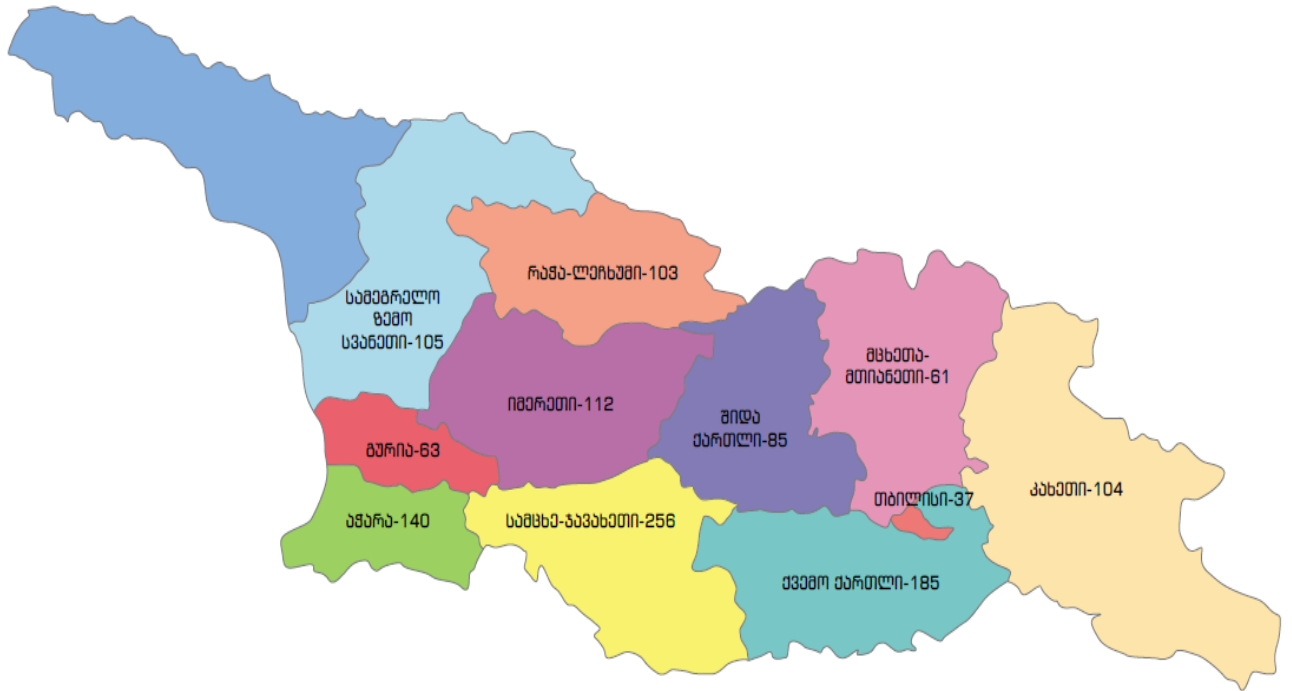 რაჭა-ლეჩხუმი-103
სამეგრელო
ზემო
სვანეთი-105
მცხეთა-
მთიანეთი-61
იმერეთი-112
შიდა
ქართლი-85
გურია-63
კახეთი-104
თბილისი-37
აჭარა-140
სამცხე-ჯავახეთი-256
ქვემო ქართლი-185